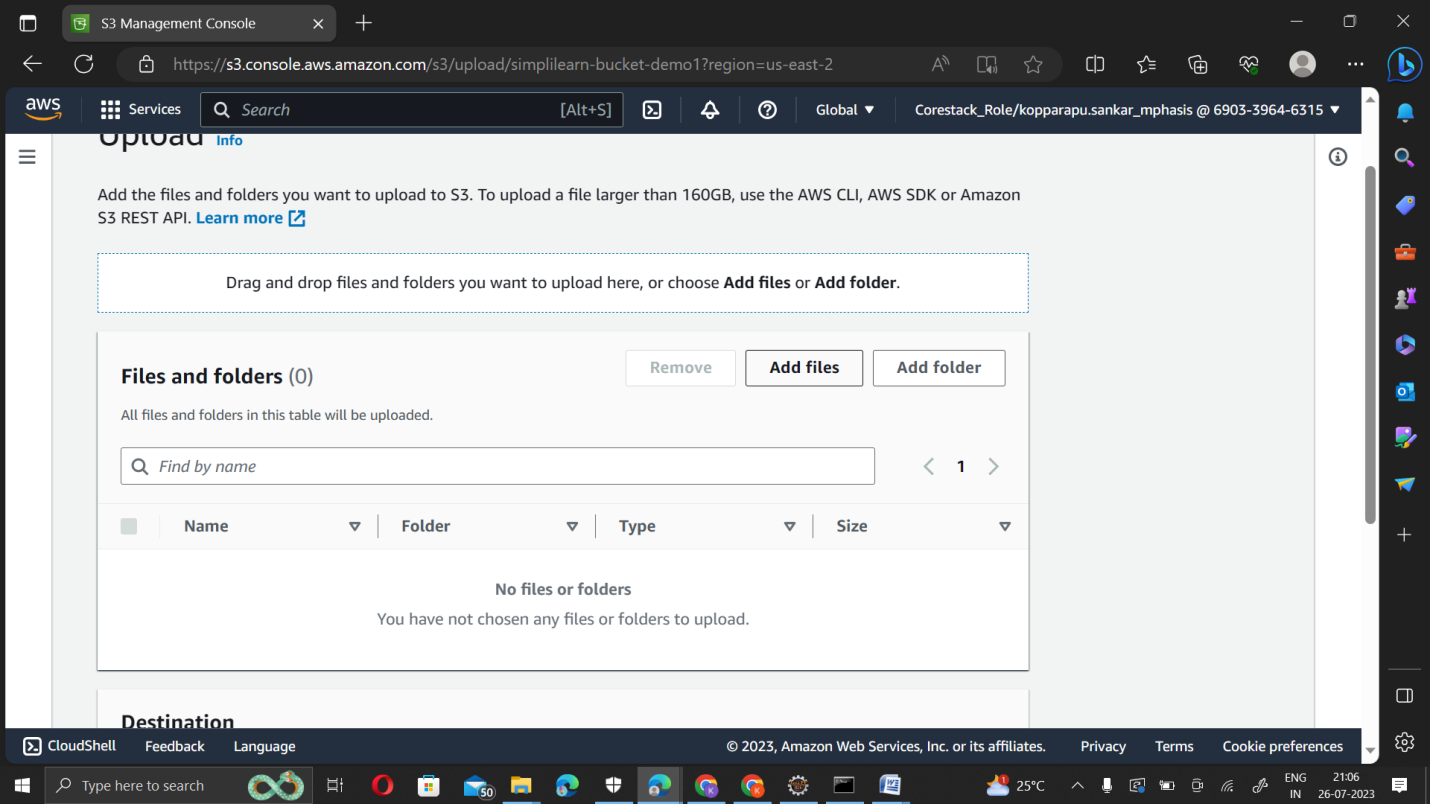 S3 Management Console
https://s3.console.aws.amazon.com/s3/upload/simplilearn-bucket-demo1?region=us-east-2
aws
Services
Search
[Alt+S]
Global
Corestack_Role/kopparapu.sankar_mphasis @ 6903-3964-6315
Upload Info
Add the files and folders you want to upload to S3. To upload a file larger than 160GB, use the AWS CLI, AWS SDK or Amazon
S3 REST API. Learn more
Drag and drop files and folders you want to upload here, or choose Add files or Add folder.
Files and folders (0)
Remove
Add files
Add folder
All files and folders in this table will be uploaded.
Find by name
1
Name
Folder
Type
Size
No files or folders
You have not chosen any files or folders to upload.
Destination
CloudShell
Feedback
Language
© 2023, Amazon Web Services, Inc. or its affiliates.
Privacy
Terms
Cookie preferences
Type here to search
50
1
25°C
ENG
IN
21:06
26-07-2023